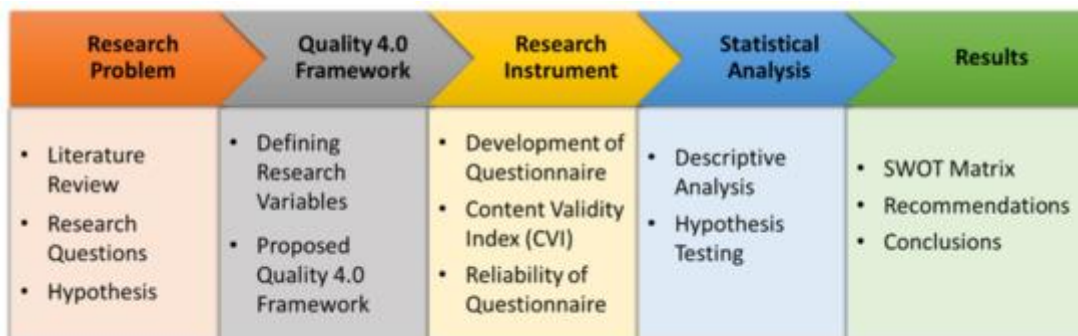 Research
Problem
Quality 4.0
Framework
Research
Instrument
Statistical
Analysis
Results
• Literature
Review
• Research
Questions
• Hypothesis
• Defining
Research
Variables
• Proposed
Quality 4.0
Framework
• Development of
Questionnaire
• Content Validity
Index (CVI)
• Reliability of
Questionnaire
• Descriptive
Analysis
• Hypothesis
Testing
• SWOT Matrix
• Recommendations
• Conclusions